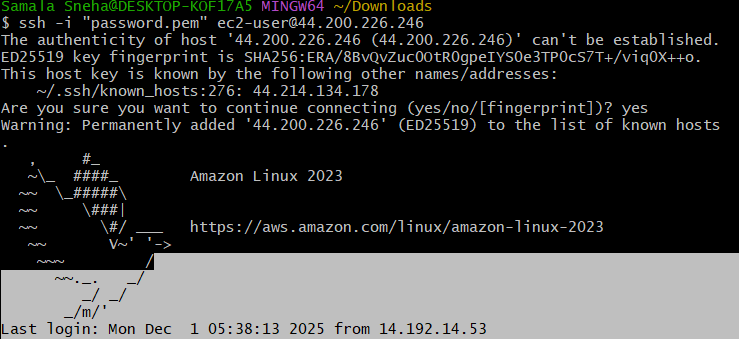 Samala Sneha@DESKTOP-KOF17A5 MINGW64 ~/Downloads
$ ssh -i "password.pem" ec2-user@44.200.226.246
The authenticity of host '44.200.226.246 (44.200.226.246)' can't be established.
ED25519 key fingerprint is SHA256:ERA/8BvQvZucOOtR0gpeIYS0e3TP0cS7T+/viq0X++o.
This host key is known by the following other names/addresses:
    ~/.ssh/known_hosts:276: 44.214.134.178
Are you sure you want to continue connecting (yes/no/[fingerprint])? yes
Warning: Permanently added '44.200.226.246' (ED25519) to the list of known hosts
.
   ,     #_
   ~\_  ####_        Amazon Linux 2023
  ~~  \_#####\
  ~~     \###|
  ~~       \#/ ___   https://aws.amazon.com/linux/amazon-linux-2023
   ~~       V~' '->
    ~~~         /
      ~~._.   _/
         _/ _/
       _/m/'
Last login: Mon Dec  1 05:38:13 2025 from 14.192.14.53